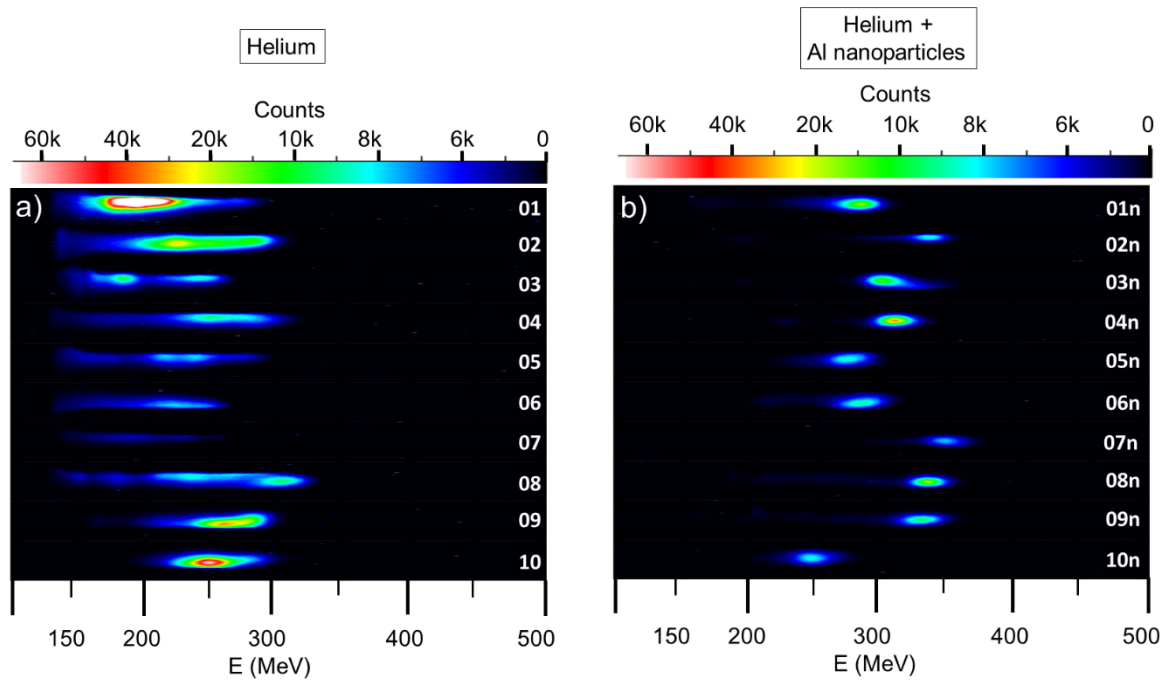 Helium
Helium +
Al nanoparticles
Counts
Counts
60k 40k 20k 10k 8k 6k 0
60k 40k 20k 10k 8k 6k 0
a)
01
02
03
04
05
06
07
08
09
10
b)
01n
02n
03n
04n
05n
06n
07n
08n
09n
10n
150 200 300 400 500
E (MeV)
150 200 300 400 500
E (MeV)